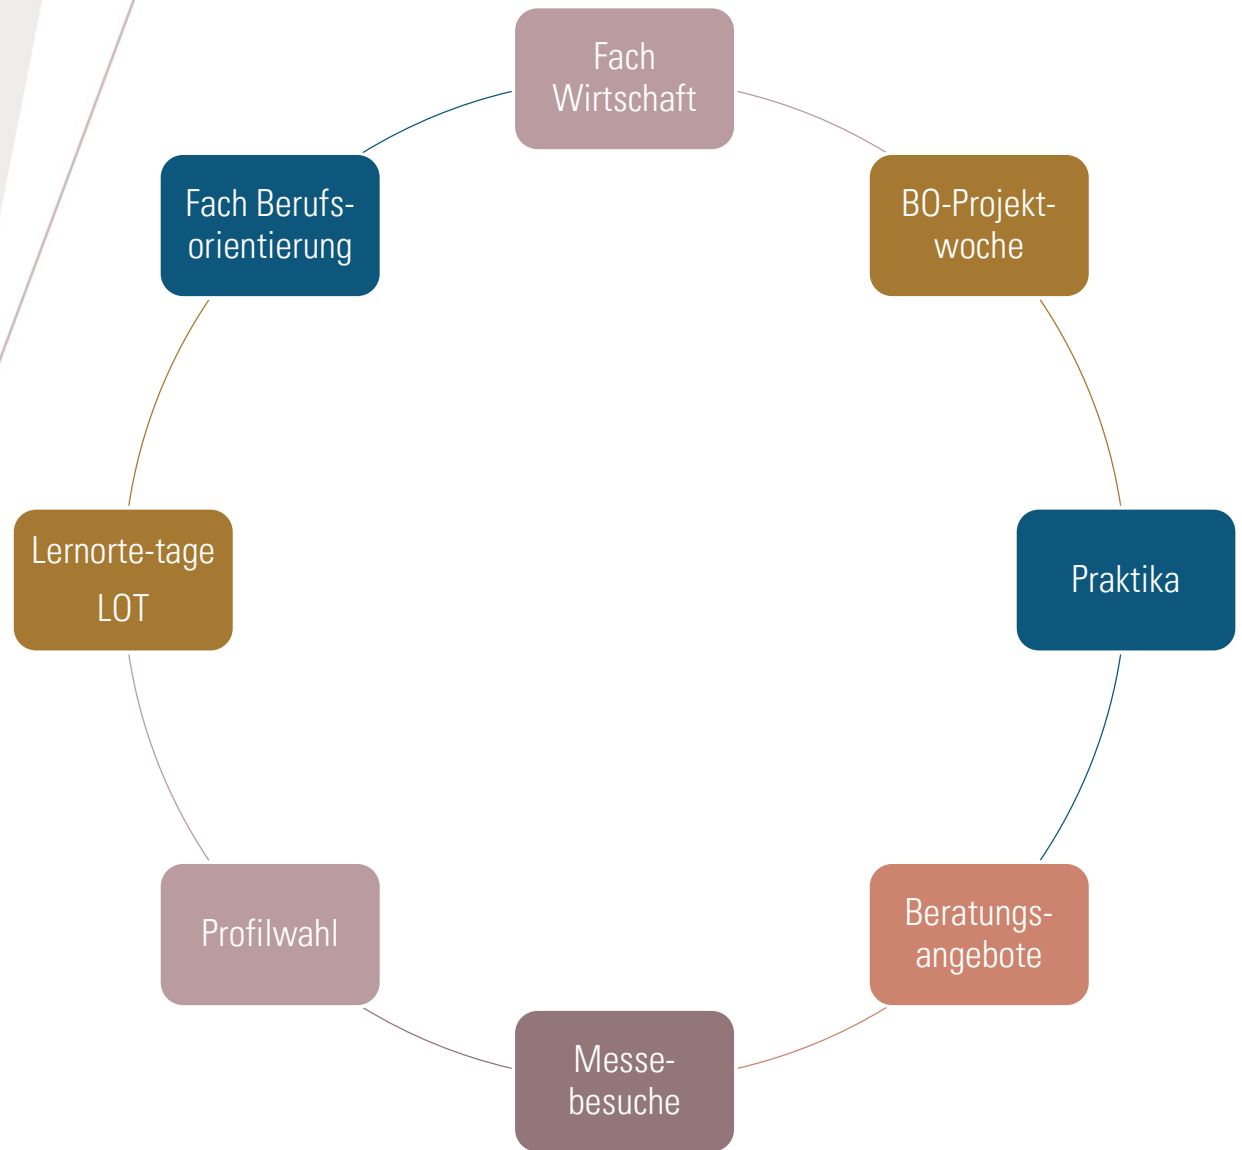 Fach
Wirtschaft
BO-Projekt-
woche
Praktika
Beratungs-
angebote
Messe-
besuche
Profilwahl
Lernorte-tage
LOT
Fach Berufs-
orientierung